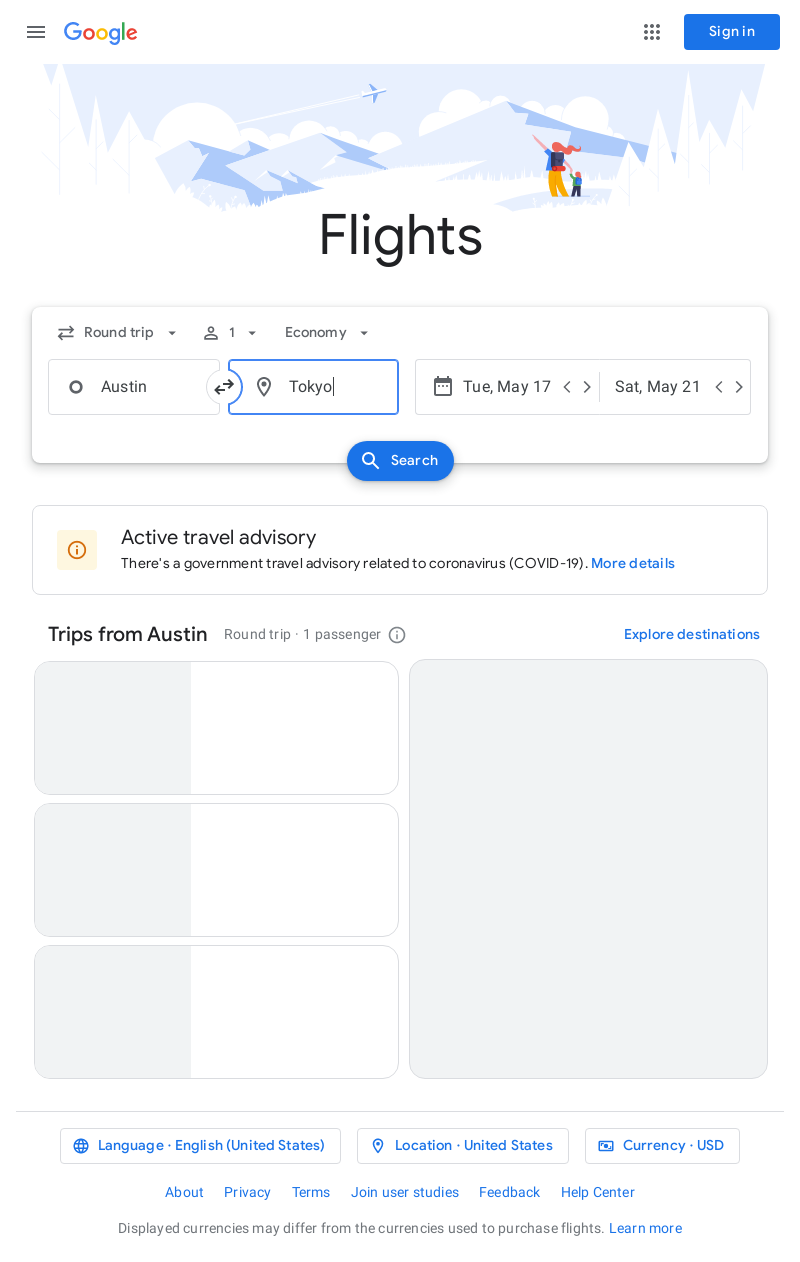 Google
Sign in
Flights
Round trip 1 Economy
Austin Tokyo Tue, May 17 Sat, May 21
Search
Active travel advisory
There's a government travel advisory related to coronavirus (COVID-19). More details
Trips from Austin Round trip · 1 passenger Explore destinations
Language · English (United States) Location · United States Currency · USD
About Privacy Terms Join user studies Feedback Help Center
Displayed currencies may differ from the currencies used to purchase flights. Learn more